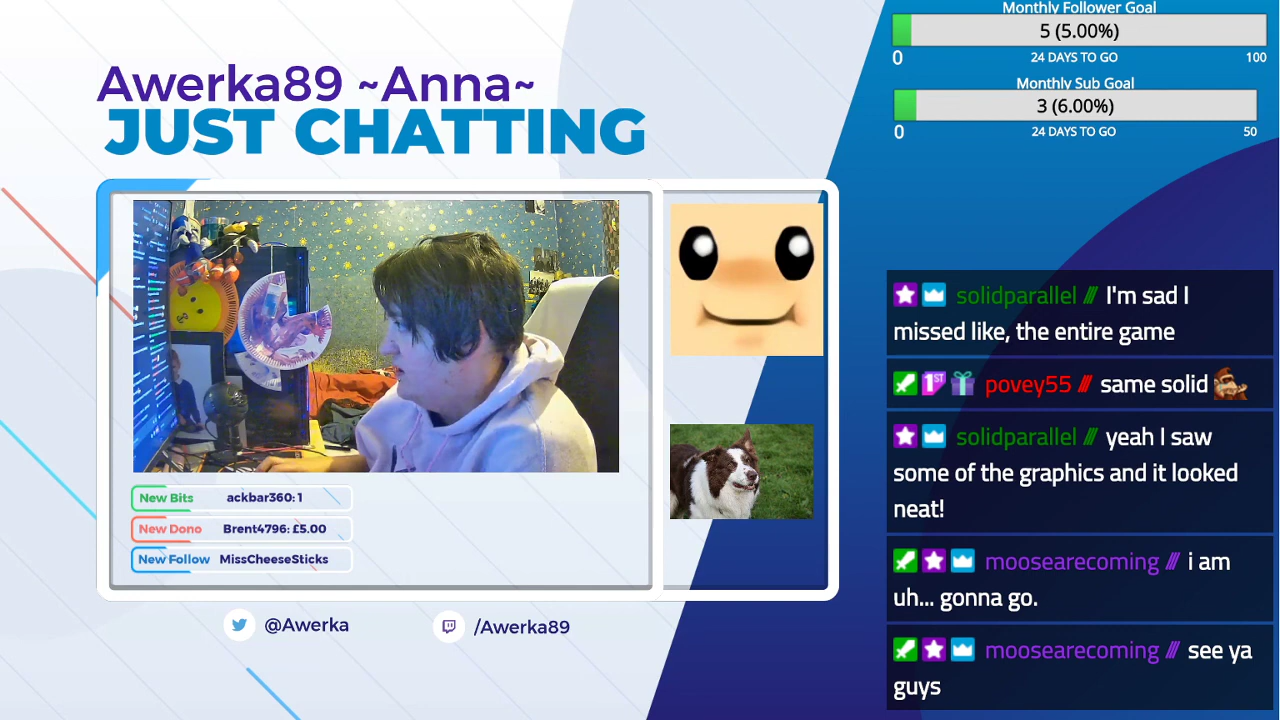 Awerka89 ~Anna~
JUST CHATTING
New Bits ackbar360: 1
New Dono Brent4796: £5.00
New Follow MissCheeseSticks
@Awerka
/Awerka89
Monthly Follower Goal
5 (5.00%)
0 24 DAYS TO GO 100
Monthly Sub Goal
3 (6.00%)
0 24 DAYS TO GO 50
solidparallel /// I'm sad I
missed like, the entire game
1ST povey55 /// same solid
solidparallel /// yeah I saw
some of the graphics and it looked
neat!
moosearecoming /// i am
uh... gonna go.
moosearecoming /// see ya
guys